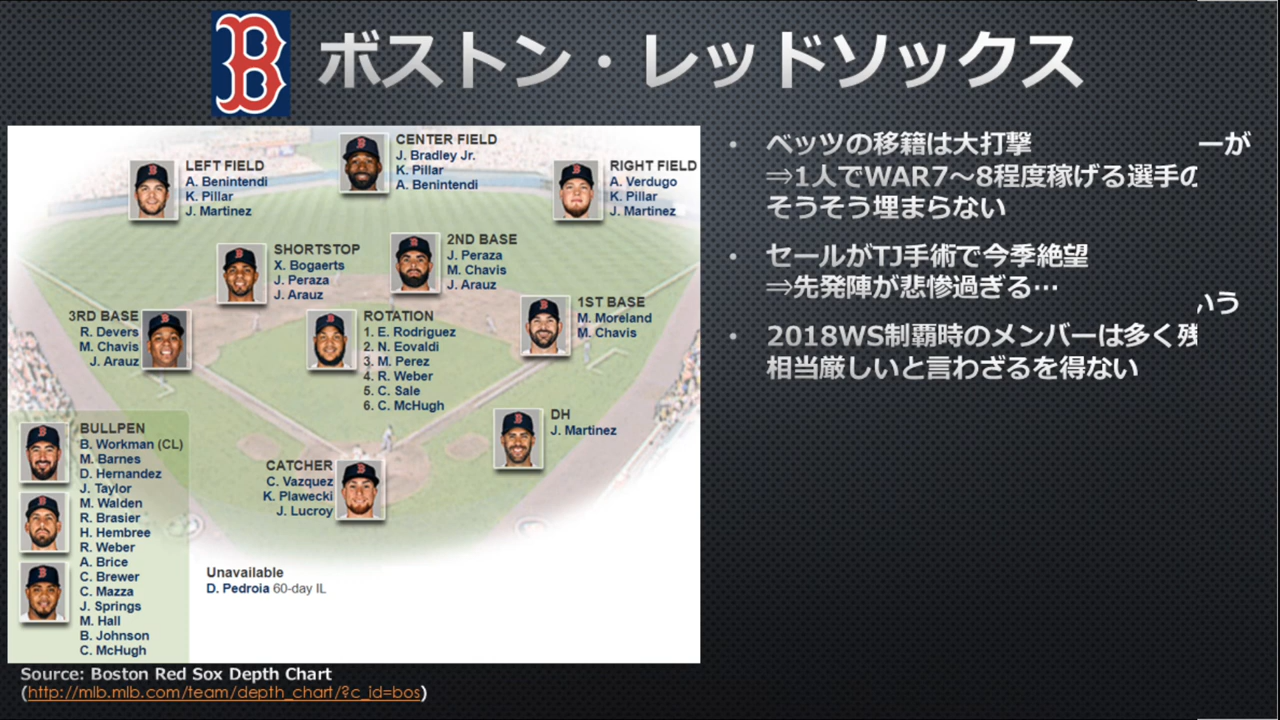 B ボストン・レッドソックス
CENTER FIELD
J. Bradley Jr.
K. Pillar
A. Benintendi
LEFT FIELD
A. Benintendi
K. Pillar
J. Martinez
RIGHT FIELD
A. Verdugo
K. Pillar
J. Martinez
SHORTSTOP
X. Bogaerts
J. Peraza
J. Arauz
2ND BASE
J. Peraza
M. Chavis
J. Arauz
3RD BASE
R. Devers
M. Chavis
J. Arauz
ROTATION
1. E. Rodriguez
2. N. Eovaldi
3. M. Perez
4. R. Weber
5. C. Sale
6. C. McHugh
1ST BASE
M. Moreland
M. Chavis
DH
J. Martinez
CATCHER
C. Vazquez
K. Plawecki
J. Lucroy
BULLPEN
B. Workman (CL)
M. Barnes
D. Hernandez
J. Taylor
M. Walden
R. Brasier
H. Hembree
R. Weber
A. Brice
C. Brewer
C. Mazza
J. Springs
M. Hall
B. Johnson
C. McHugh
Unavailable
D. Pedroia 60-day IL
Source: Boston Red Sox Depth Chart
(http://mlb.mlb.com/team/depth_chart/?c_id=bos)
• ベッツの移籍は大打撃
⇒1人でWAR7～8程度稼げる選手の
そうそう埋まらない
• セールがTJ手術で今季絶望
⇒先発陣が悲惨過ぎる…
• 2018WS制覇時のメンバーは多く残
相当厳しいと言わざるを得ない
ーが
いう